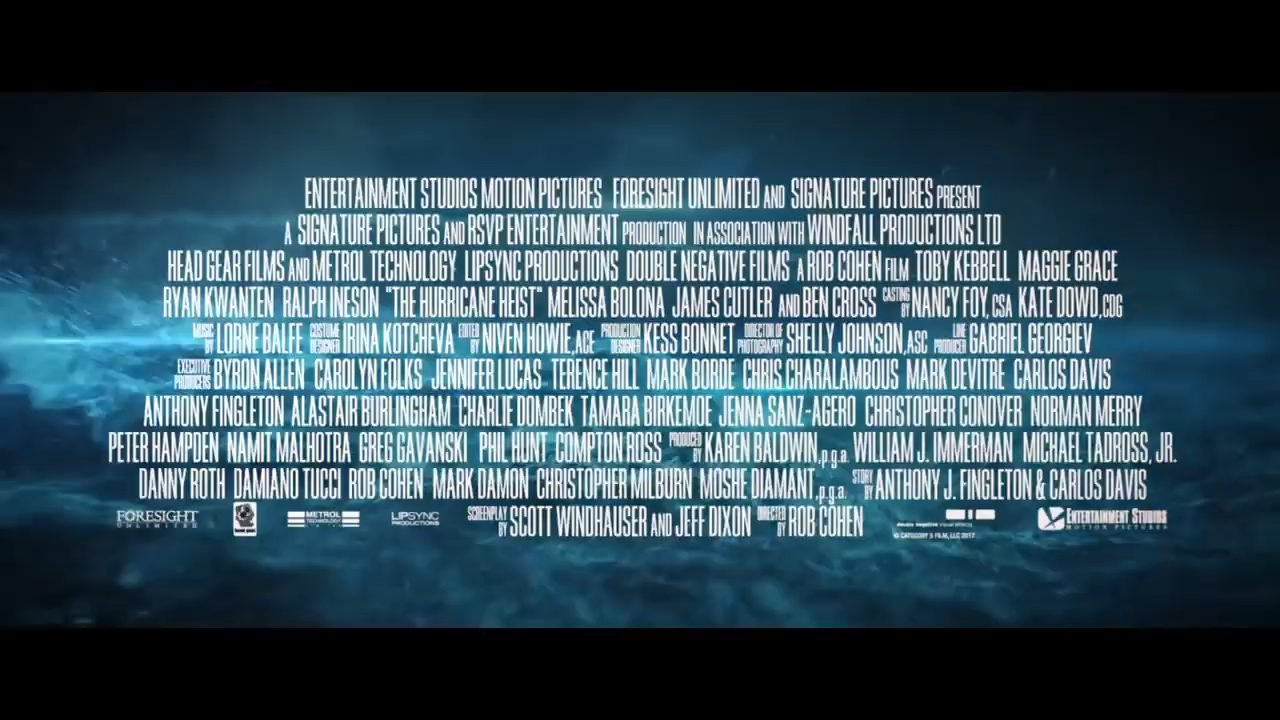 ENTERTAINMENT STUDIOS MOTION PICTURES FORESIGHT UNLIMITED AND SIGNATURE PICTURES PRESENT
A SIGNATURE PICTURES AND RSVP ENTERTAINMENT PRODUCTION IN ASSOCIATION WITH WINDFALL PRODUCTIONS LTD
HEAD GEAR FILMS AND METROL TECHNOLOGY LIPSYNC PRODUCTIONS DOUBLE NEGATIVE FILMS A ROB COHEN FILM TOBY KEBBELL MAGGIE GRACE
RYAN KWANTEN RALPH INESON "THE HURRICANE HEIST" MELISSA BOLONA JAMES CUTLER AND BEN CROSS CASTING BY NANCY FOY, CSA KATE DOWD, CDG
MUSIC BY LORNE BALFE COSTUME DESIGNER IRINA KOTCHEVA EDITED BY NIVEN HOWIE, ACE PRODUCTION DESIGNER KESS BONNET DIRECTOR OF PHOTOGRAPHY SHELLY JOHNSON, ASC LINE PRODUCER GABRIEL GEORGIEV
EXECUTIVE PRODUCERS BYRON ALLEN CAROLYN FOLKS JENNIFER LUCAS TERENCE HILL MARK BORDE CHRIS CHARALAMBOUS MARK DEVITRE CARLOS DAVIS
ANTHONY FINGLETON ALASTAIR BURLINGHAM CHARLIE DOMBEK TAMARA BIRKEMOE JENNA SANZ-AGERO CHRISTOPHER CONOVER NORMAN MERRY
PETER HAMPDEN NAMIT MALHOTRA GREG GAVANSKI PHIL HUNT COMPTON ROSS PRODUCED BY KAREN BALDWIN, p.g.a. WILLIAM J. IMMERMAN MICHAEL TADROSS, JR.
DANNY ROTH DAMIANO TUCCI ROB COHEN MARK DAMON CHRISTOPHER MILBURN MOSHE DIAMANT, p.g.a. STORY BY ANTHONY J. FINGLETON & CARLOS DAVIS
FORESIGHT UNLIMITED METROL TECHNOLOGY LIPSYNC PRODUCTIONS SCREENPLAY BY SCOTT WINDHAUSER AND JEFF DIXON DIRECTED BY ROB COHEN double negative visual effects ENTERTAINMENT STUDIOS MOTION PICTURES
© CATEGORY 5 FILM, LLC 2017